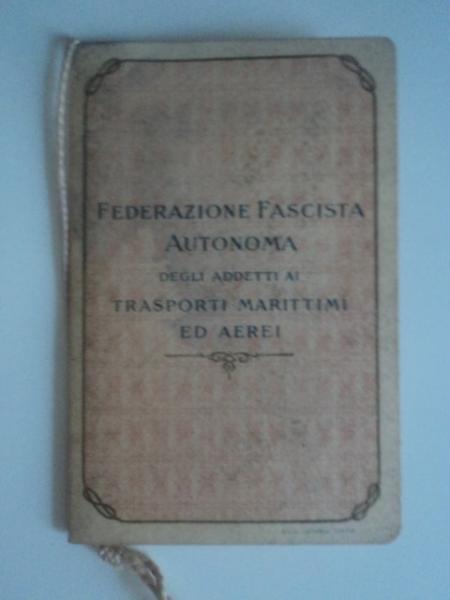 FEDERAZIONE FASCISTA
AUTONOMA
DEGLI ADDETTI AI
TRASPORTI MARITTIMI
ED AEREI